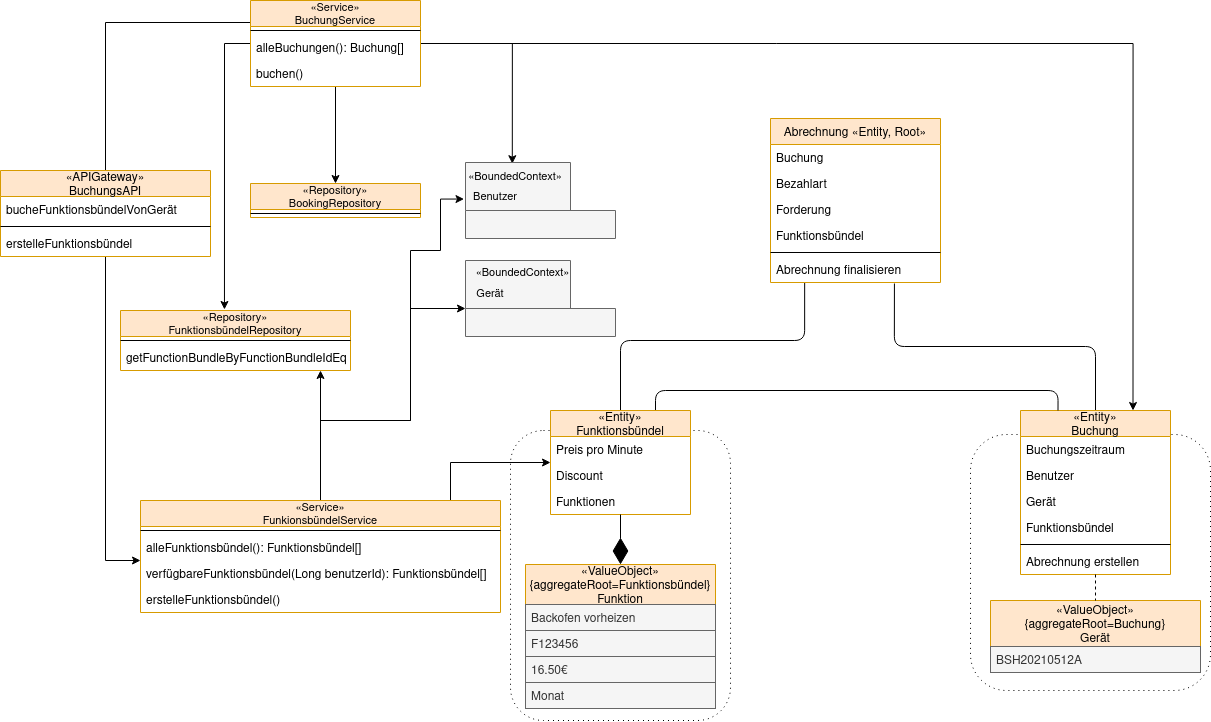 «Service»
BuchungService
alleBuchungen(): Buchung[]
buchen()
«APIGateway»
BuchungsAPI
bucheFunktionsbündelVonGerät
erstelleFunktionsbündel
«Repository»
BookingRepository
«BoundedContext»
Benutzer
«BoundedContext»
Gerät
Abrechnung «Entity, Root»
Buchung
Bezahlart
Forderung
Funktionsbündel
Abrechnung finalisieren
«Repository»
FunktionsbündelRepository
getFunctionBundleByFunctionBundleIdEq
«Service»
FunkionsbündelService
alleFunktionsbündel(): Funktionsbündel[]
verfügbareFunktionsbündel(Long benutzerId): Funktionsbündel[]
erstelleFunktionsbündel()
«Entity»
Funktionsbündel
Preis pro Minute
Discount
Funktionen
«ValueObject»
{aggregateRoot=Funktionsbündel}
Funktion
Backofen vorheizen
F123456
16.50€
Monat
«Entity»
Buchung
Buchungszeitraum
Benutzer
Gerät
Funktionsbündel
Abrechnung erstellen
«ValueObject»
{aggregateRoot=Buchung}
Gerät
BSH20210512A